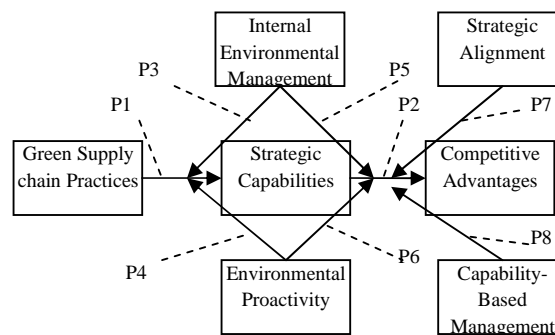 Internal
Environmental
Management
Strategic
Alignment
P3
P5
P1
P2
P7
Green Supply
chain Practices
Strategic
Capabilities
Competitive
Advantages
P4
P6
P8
Environmental
Proactivity
Capability-
Based
Management